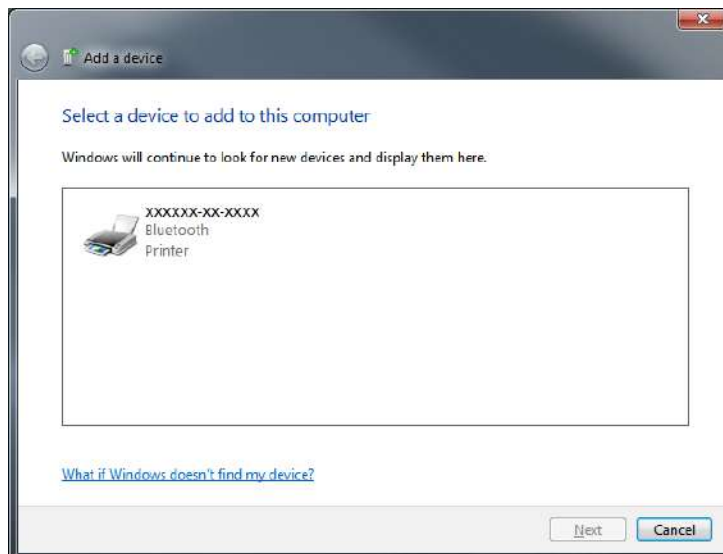 Add a device
Select a device to add to this computer
Windows will continue to look for new devices and display them here.
XXXXXX-XX-XXXX
Bluetooth
Printer
What if Windows doesn't find my device?
Next
Cancel